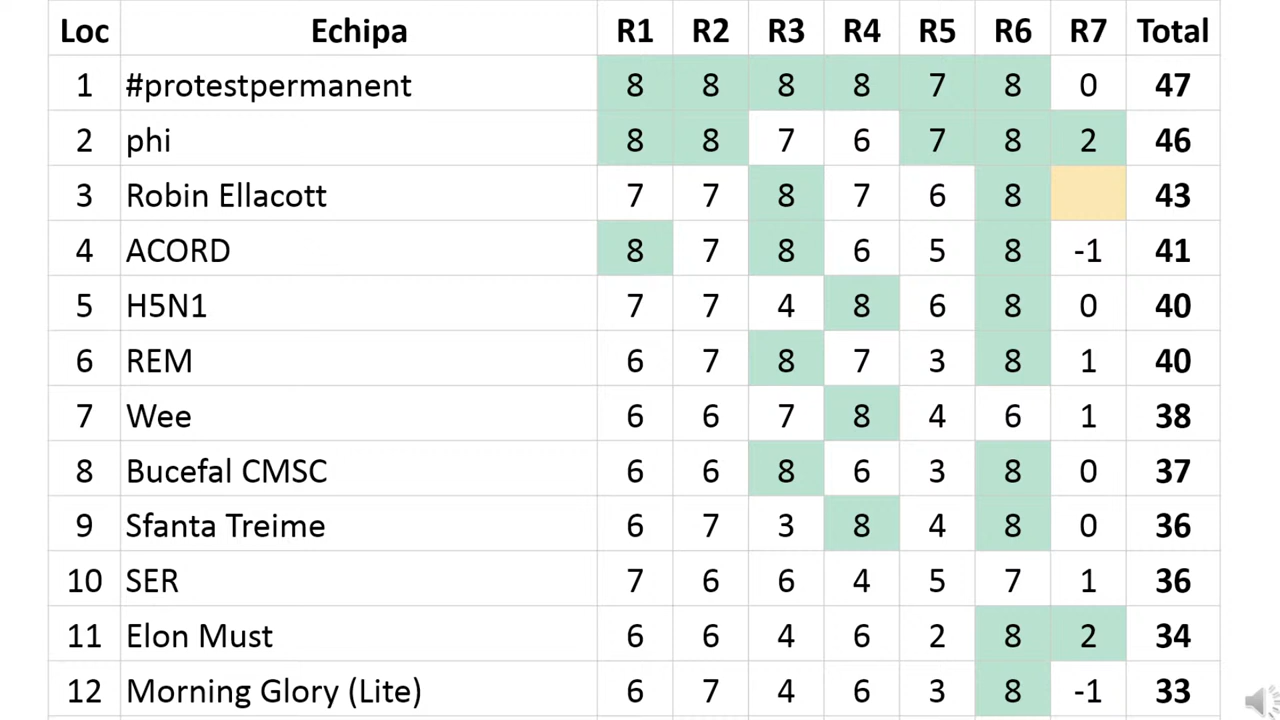 Loc Echipa R1 R2 R3 R4 R5 R6 R7 Total
1 #protestpermanent 8 8 8 8 7 8 0 47
2 phi 8 8 7 6 7 8 2 46
3 Robin Ellacott 7 7 8 7 6 8 43
4 ACORD 8 7 8 6 5 8 -1 41
5 H5N1 7 7 4 8 6 8 0 40
6 REM 6 7 8 7 3 8 1 40
7 Wee 6 6 7 8 4 6 1 38
8 Bucefal CMSC 6 6 8 6 3 8 0 37
9 Sfanta Treime 6 7 3 8 4 8 0 36
10 SER 7 6 6 4 5 7 1 36
11 Elon Must 6 6 4 6 2 8 2 34
12 Morning Glory (Lite) 6 7 4 6 3 8 -1 33